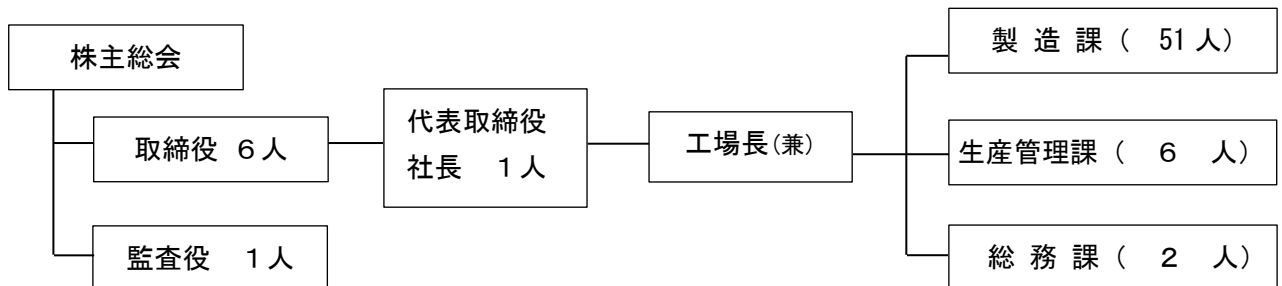 株主総会
取締役 6人
監査役 1人
代表取締役
社長 1人
工場長(兼)
製 造 課 ( 51人)
生産管理課 ( 6 人)
総 務 課 ( 2 人)